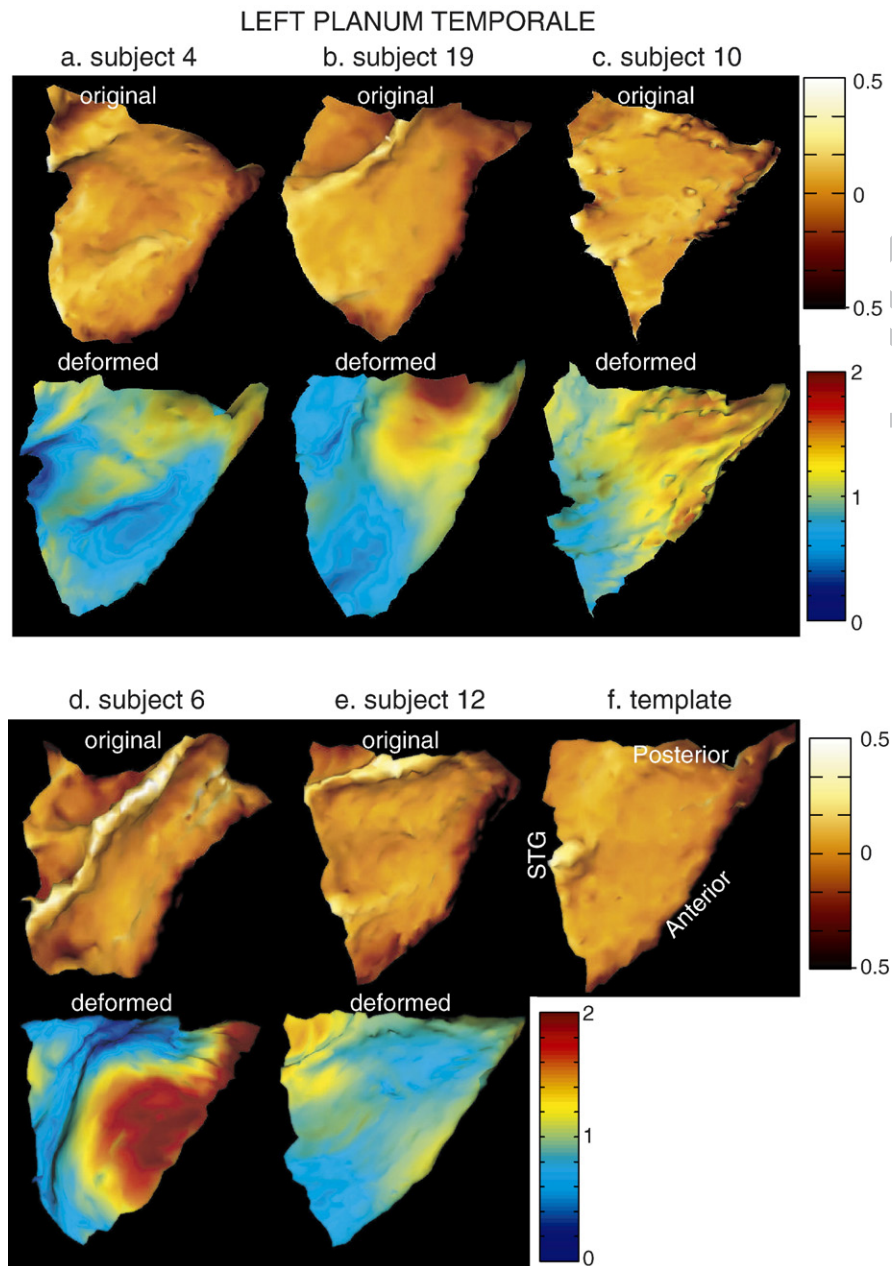 LEFT PLANUM TEMPORALE
a. subject 4
b. subject 19
c. subject 10
original
original
original
0.5
0
0.5
deformed
deformed
deformed
2
1
0
d. subject 6
e. subject 12
f. template
original
original
Posterior
STG
Anterior
0.5
0
0.5
deformed
deformed
2
1
0